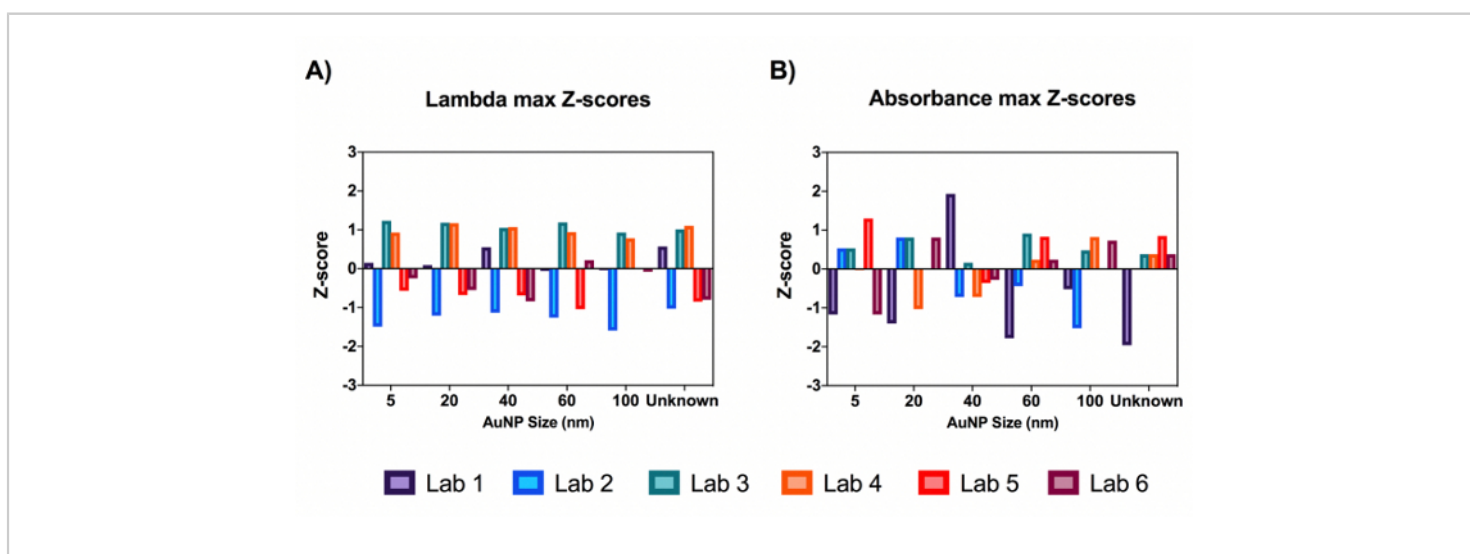 A)
Lambda max Z-scores
Z-score
3
2
1
0
-1
-2
-3
5 20 40 60 100 Unknown
AuNP Size (nm)
B)
Absorbance max Z-scores
Z-score
3
2
1
0
-1
-2
-3
5 20 40 60 100 Unknown
AuNP Size (nm)
Lab 1 Lab 2 Lab 3 Lab 4 Lab 5 Lab 6